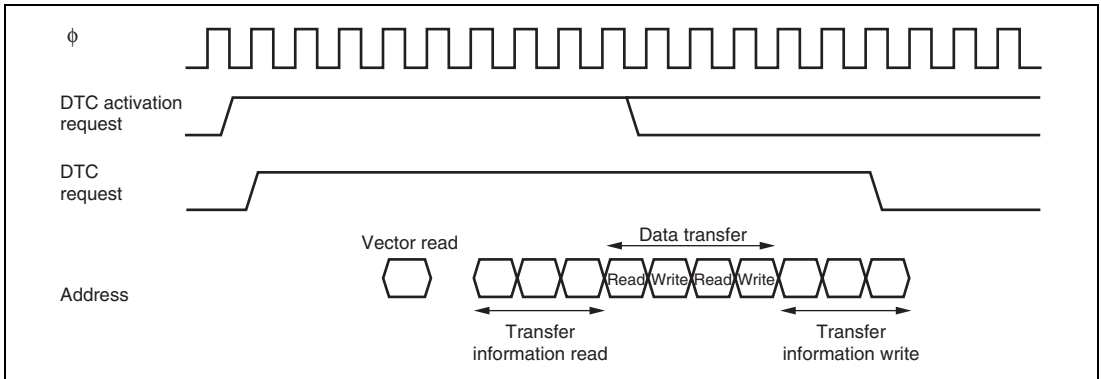 ϕ
DTC activation
request
DTC
request
Vector read
Data transfer
Address
Read Write Read Write
Transfer
information read
Transfer
information write